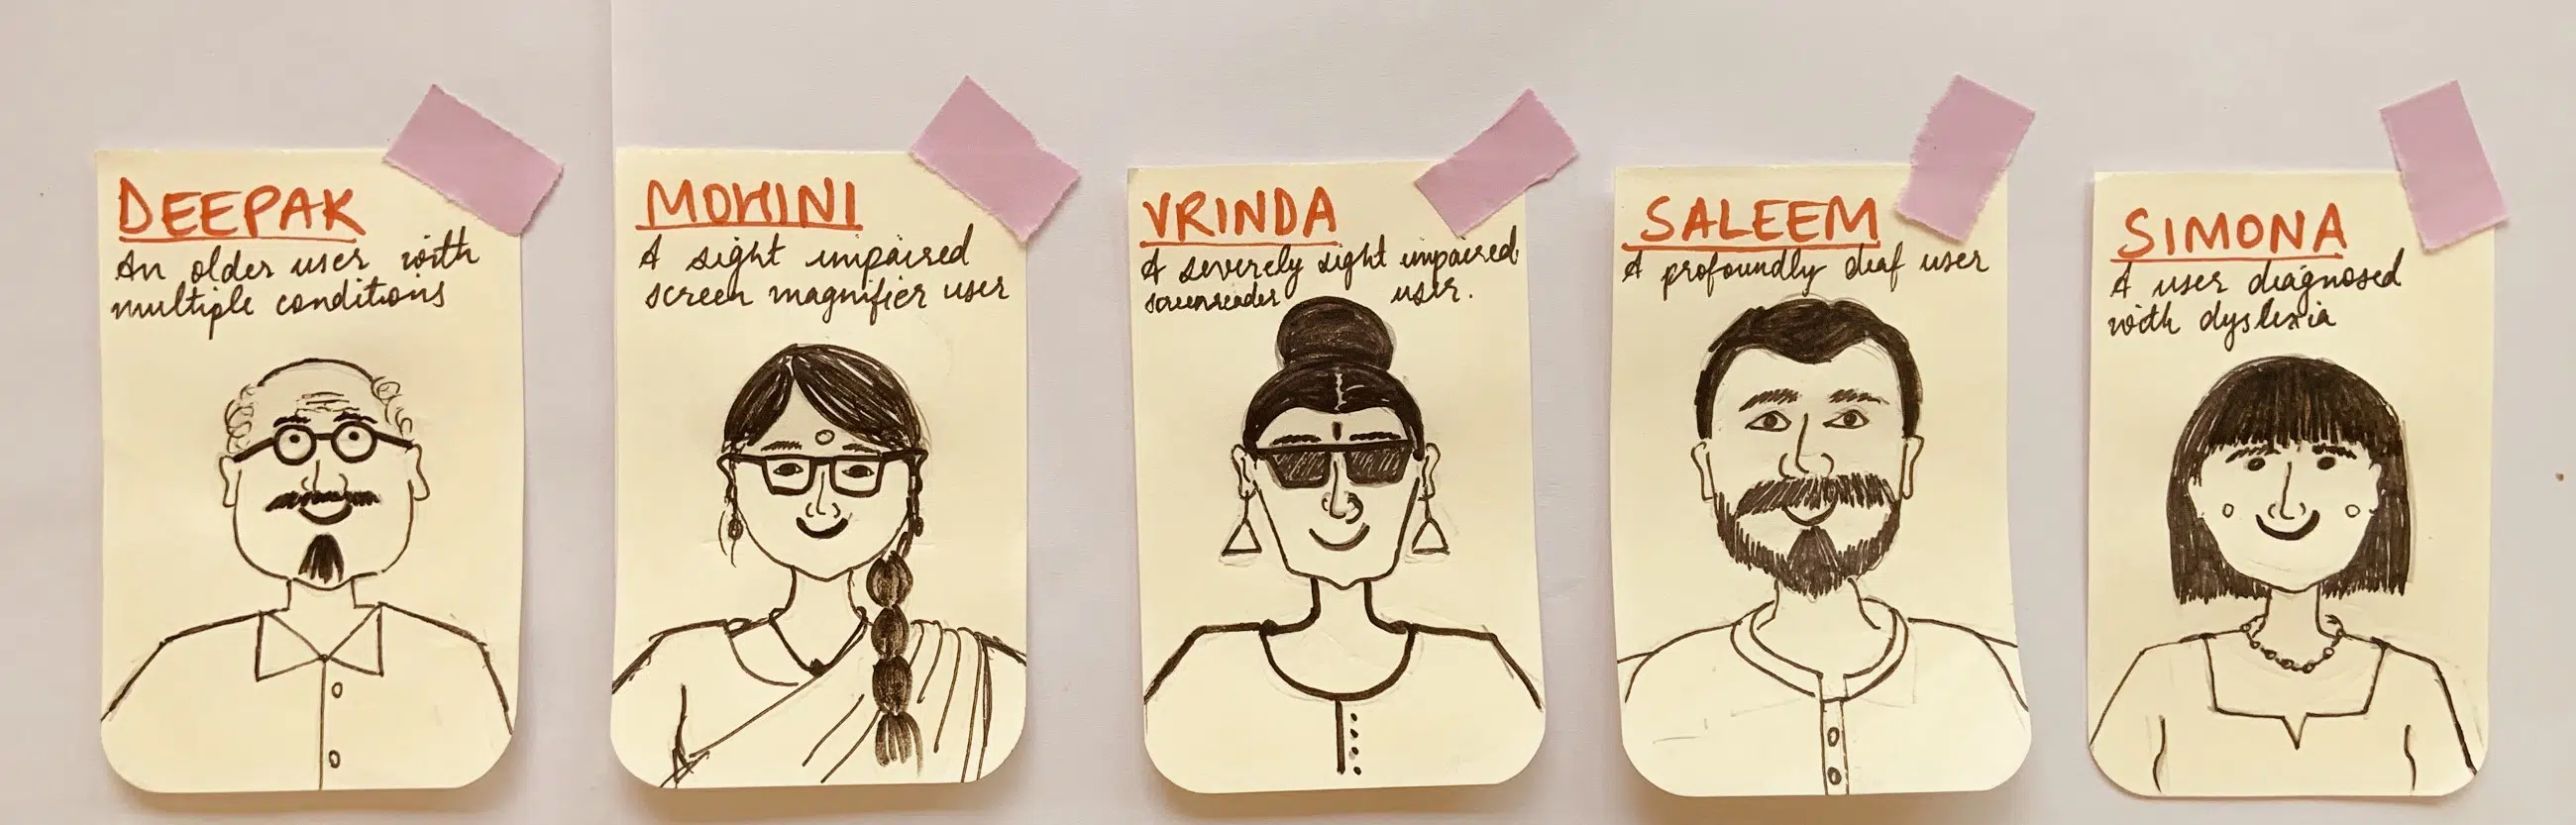 DEEPAK
An older user with
multiple conditions
MOHINI
A sight impaired
screen magnifier user
VRINDA
A severely sight impaired
screenreader user.
SALEEM
A profoundly deaf user
SIMONA
A user diagnosed
with dyslexia